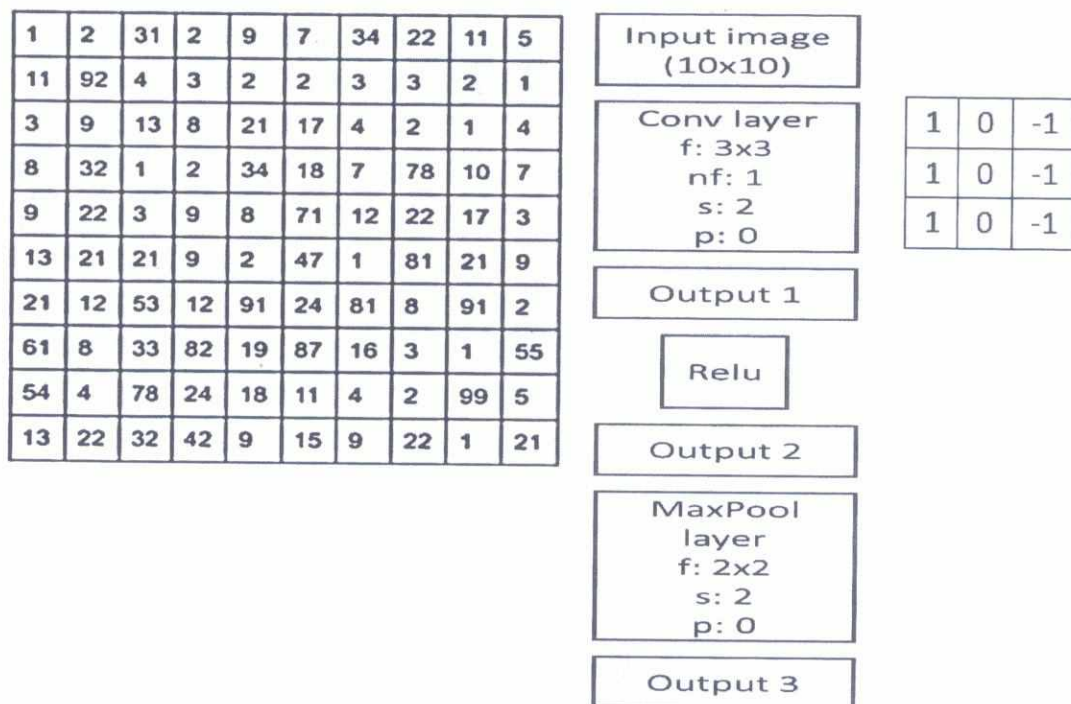 1 2 31 2 9 7 34 22 11 5
11 92 4 3 2 2 3 3 2 1
3 9 13 8 21 17 4 2 1 4
8 32 1 2 34 18 7 78 10 7
9 22 3 9 8 71 12 22 17 3
13 21 21 9 2 47 1 81 21 9
21 12 53 12 91 24 81 8 91 2
61 8 33 82 19 87 16 3 1 55
54 4 78 24 18 11 4 2 99 5
13 22 32 42 9 15 9 22 1 21
Input image
(10x10)
Conv layer
f: 3x3
nf: 1
s: 2
p: 0
Output 1
Relu
Output 2
MaxPool
layer
f: 2x2
s: 2
p: 0
Output 3
1 0 -1
1 0 -1
1 0 -1